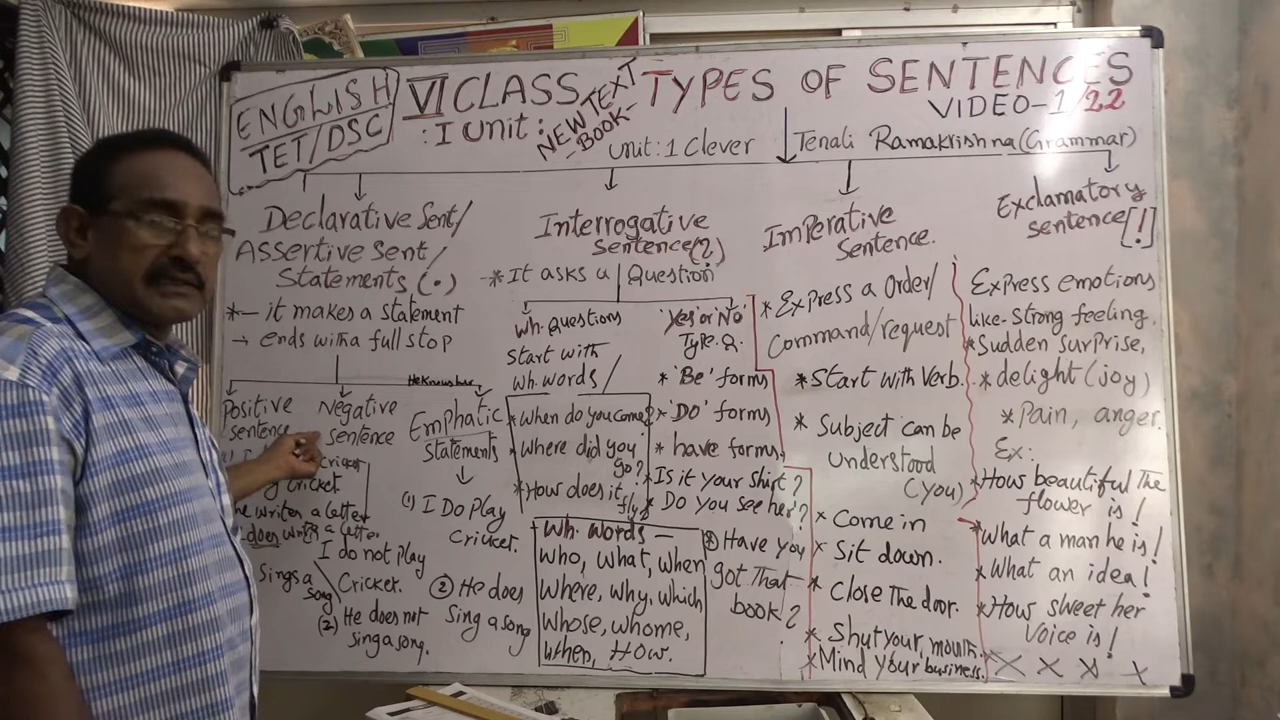 ENGLISH
TET/DSC
VI CLASS
NEW TEXT
-BOOK-
TYPES OF SENTENCES
VIDEO-1/22
:I Unit:
Unit:1 Clever Tenali Ramakrishna(Grammar)
Declarative Sent/
Assertive Sent/
Statements(.)
*- it makes a statement
→ ends with a full stop
He knows her
Positive
sentence
Negative
sentence
Emphatic
statements
Cricket
Cricket
he writer a letter
does write a letter
Sings a
song
I do not play
Cricket.
(2) He does not
sing a song.
(1) I DO Play
Cricket.
(2) He does
Sing a song
Interrogative
Sentence(?)
*It asks a Question
Wh.Questions
Start with
Wh.words/
*When do you come?
*Where did you
go?
*How does it
fly?
Wh. words —
Who, What, when
Where, Why, which
Whose, whome,
When, How.
Yes or No
Type.Q.
*'Be' forms
*'DO' forms
*have forms
*Is it your shirt?
*Do you see her?
*Have you
got that
book?
Imperative
Sentence.
*Express a Order/
Command/request
*Start with Verb.
*Subject can be
understood
(you)
*Come in
*Sit down.
*Close The door.
*Shut your mouth.
*Mind your business.
Exclamatory
sentence[!]
Express emotions
like-Strong feeling.
*Sudden surprise,
*delight(joy)
*Pain, anger.
Ex:
*How beautiful The
flower is!
*What a man he is!
*What an idea!
*How sweet her
Voice is!
X X X X